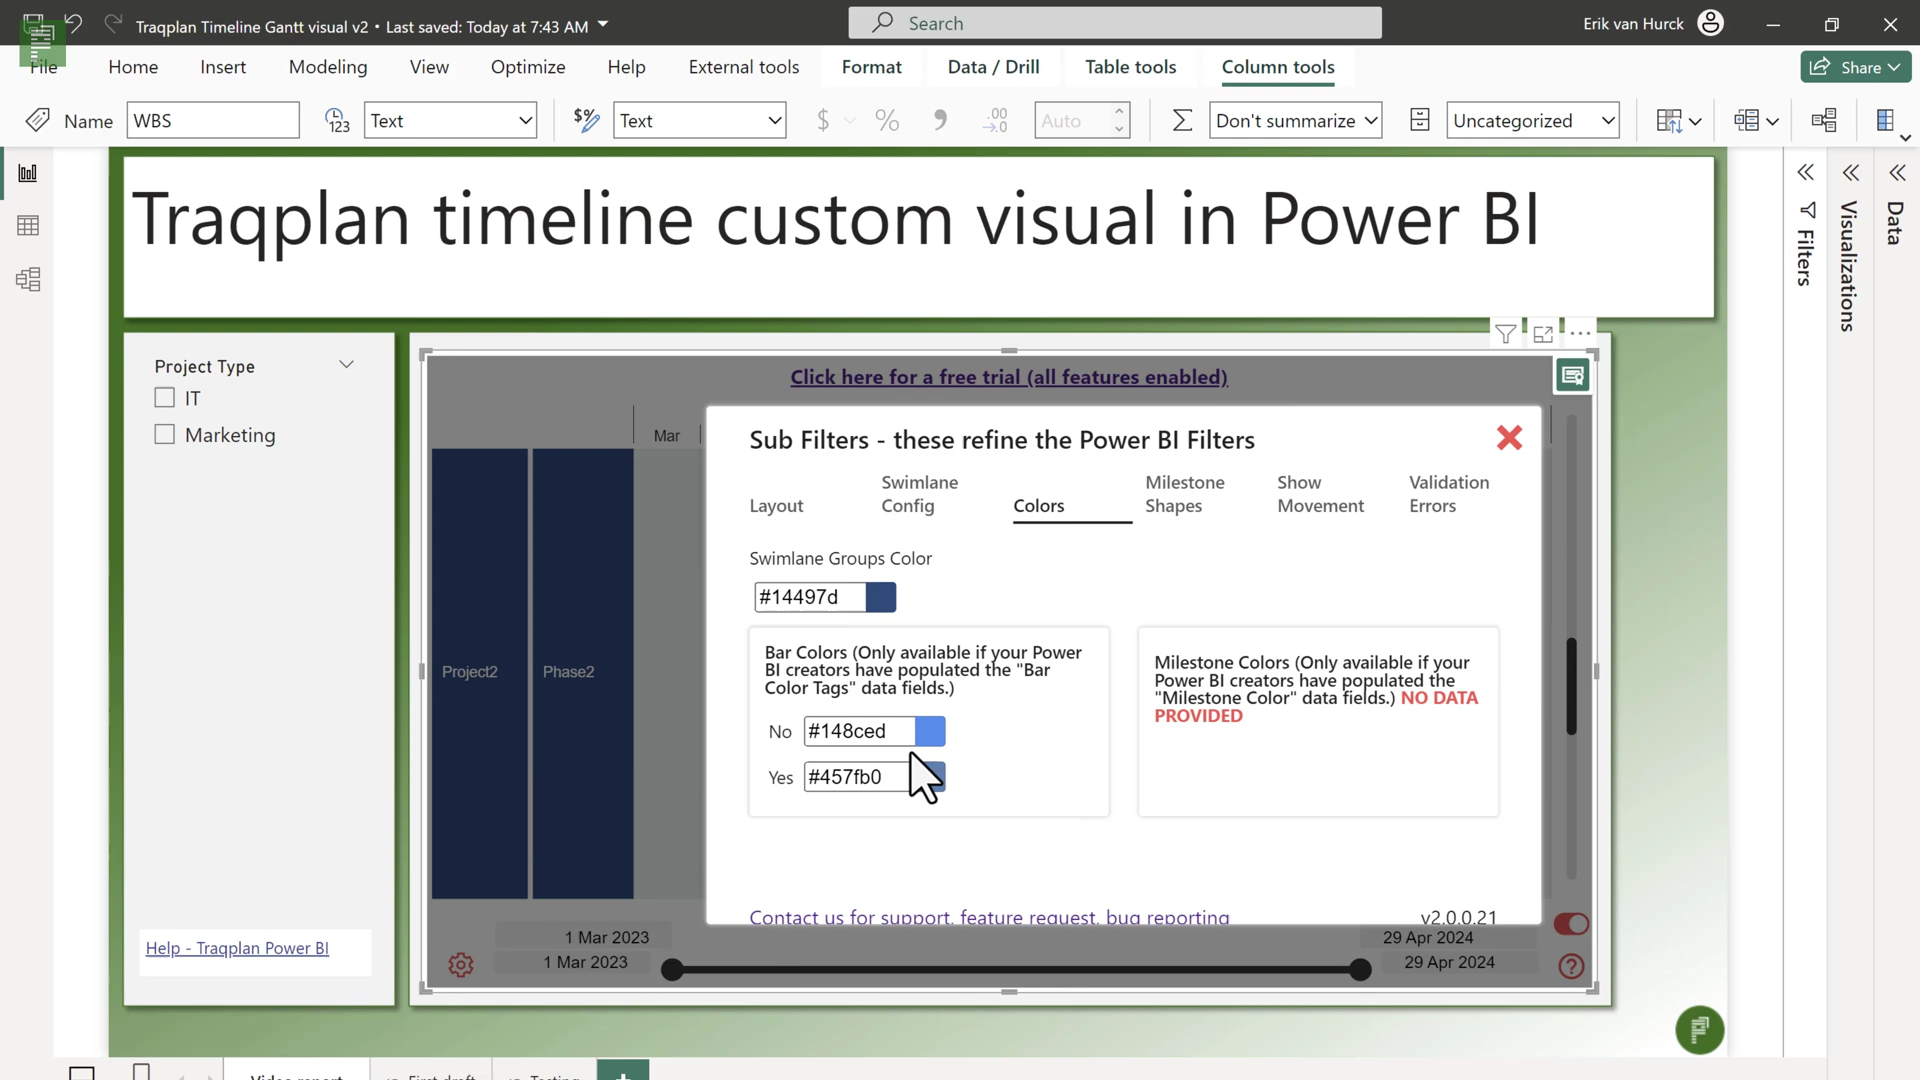 Traqplan Timeline Gantt visual v2 • Last saved: Today at 7:43 AM
Search
Erik van Hurck
File
Home
Insert
Modeling
View
Optimize
Help
External tools
Format
Data / Drill
Table tools
Column tools
Share
Name
WBS
123
Text
$%
Text
$
%
.00
Auto
Don't summarize
Uncategorized
Traqplan timeline custom visual in Power BI
Filters
Visualizations
Data
Project Type
IT
Marketing
Help - Traqplan Power BI
Click here for a free trial (all features enabled)
Mar
Project2
Phase2
Sub Filters - these refine the Power BI Filters
Layout
Swimlane
Config
Colors
Milestone
Shapes
Show
Movement
Validation
Errors
Swimlane Groups Color
#14497d
Bar Colors (Only available if your Power
BI creators have populated the "Bar
Color Tags" data fields.)
No #148ced
Yes #457fb0
Milestone Colors (Only available if your
Power BI creators have populated the
"Milestone Color" data fields.) NO DATA
PROVIDED
Contact us for support, feature request, bug reporting
v2.0.0.21
1 Mar 2023
29 Apr 2024
1 Mar 2023
29 Apr 2024
Video report
First draft
Testing